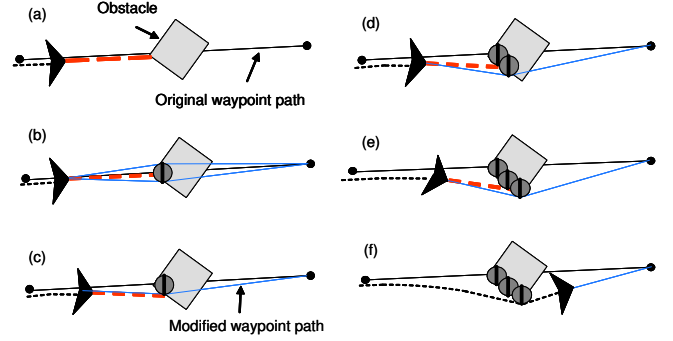 (a)
Obstacle
Original waypoint path
(b)
(c)
Modified waypoint path
(d)
(e)
(f)